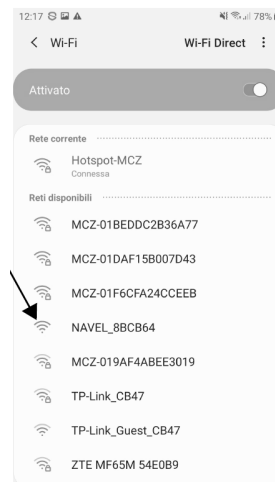 12:17 78%
Wi-Fi Wi-Fi Direct
Attivato
Rete corrente
Hotspot-MCZ
Connessa
Reti disponibili
MCZ-01BEDDC2B36A77
MCZ-01DAF15B007D43
MCZ-01F6CFA24CCEEB
NAVEL_8BCB64
MCZ-019AF4ABEE3019
TP-Link_CB47
TP-Link_Guest_CB47
ZTE MF65M 54E0B9